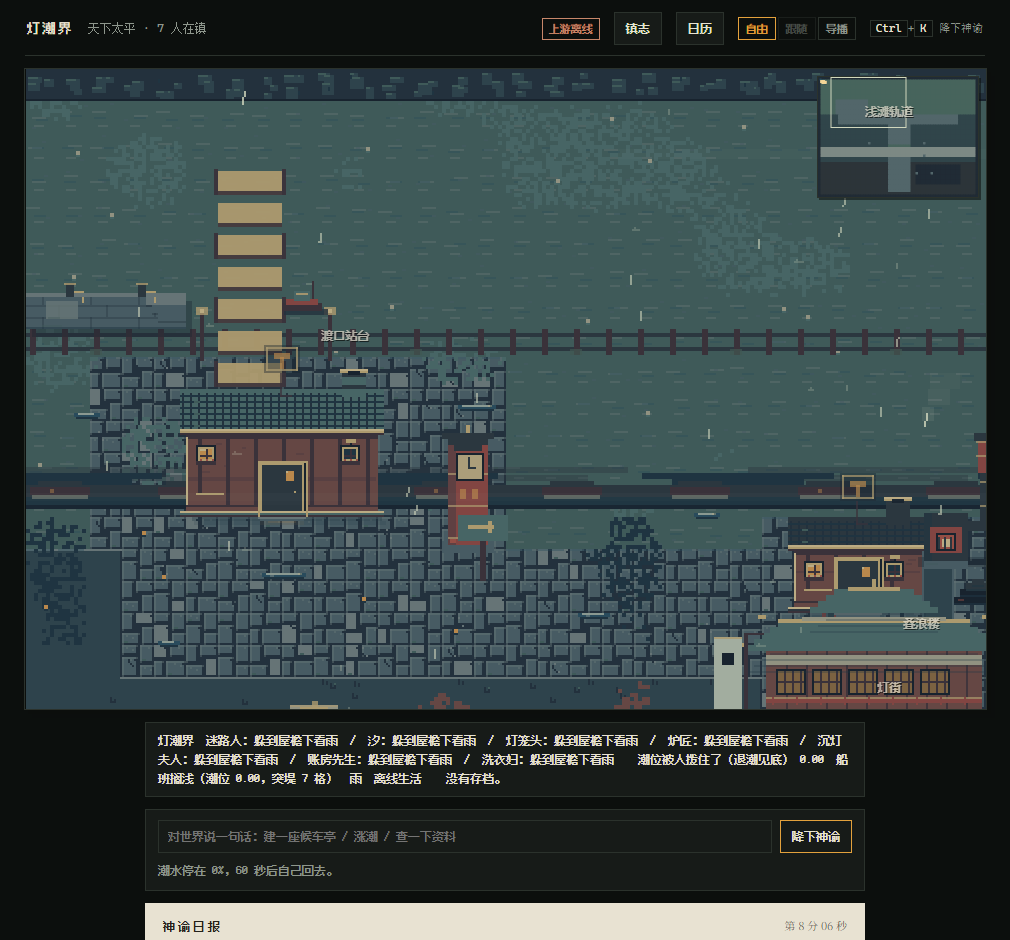 灯潮界 天下太平 · 7 人在镇 上游离线 镇志 日历 自由 跟随 导播 Ctrl + K 降下神谕
浅滩轨道
渡口站台
叠浪楼
灯街
灯潮界 迷路人: 躲到屋檐下看雨 / 汐: 躲到屋檐下看雨 / 灯笼头: 躲到屋檐下看雨 / 炉匠: 躲到屋檐下看雨 / 沉灯
夫人: 躲到屋檐下看雨 / 账房先生: 躲到屋檐下看雨 / 洗衣妇: 躲到屋檐下看雨 潮位被人拨住了 (退潮见底) 0.00 船
班搁浅 (潮位 0.00, 突堤 7 格) 雨 离线生活 没有存档。
对世界说一句话: 建一座候车亭 / 涨潮 / 查一下资料 降下神谕
潮水停在 0%, 60 秒后自己回去。
神谕日报 第 8 分 06 秒